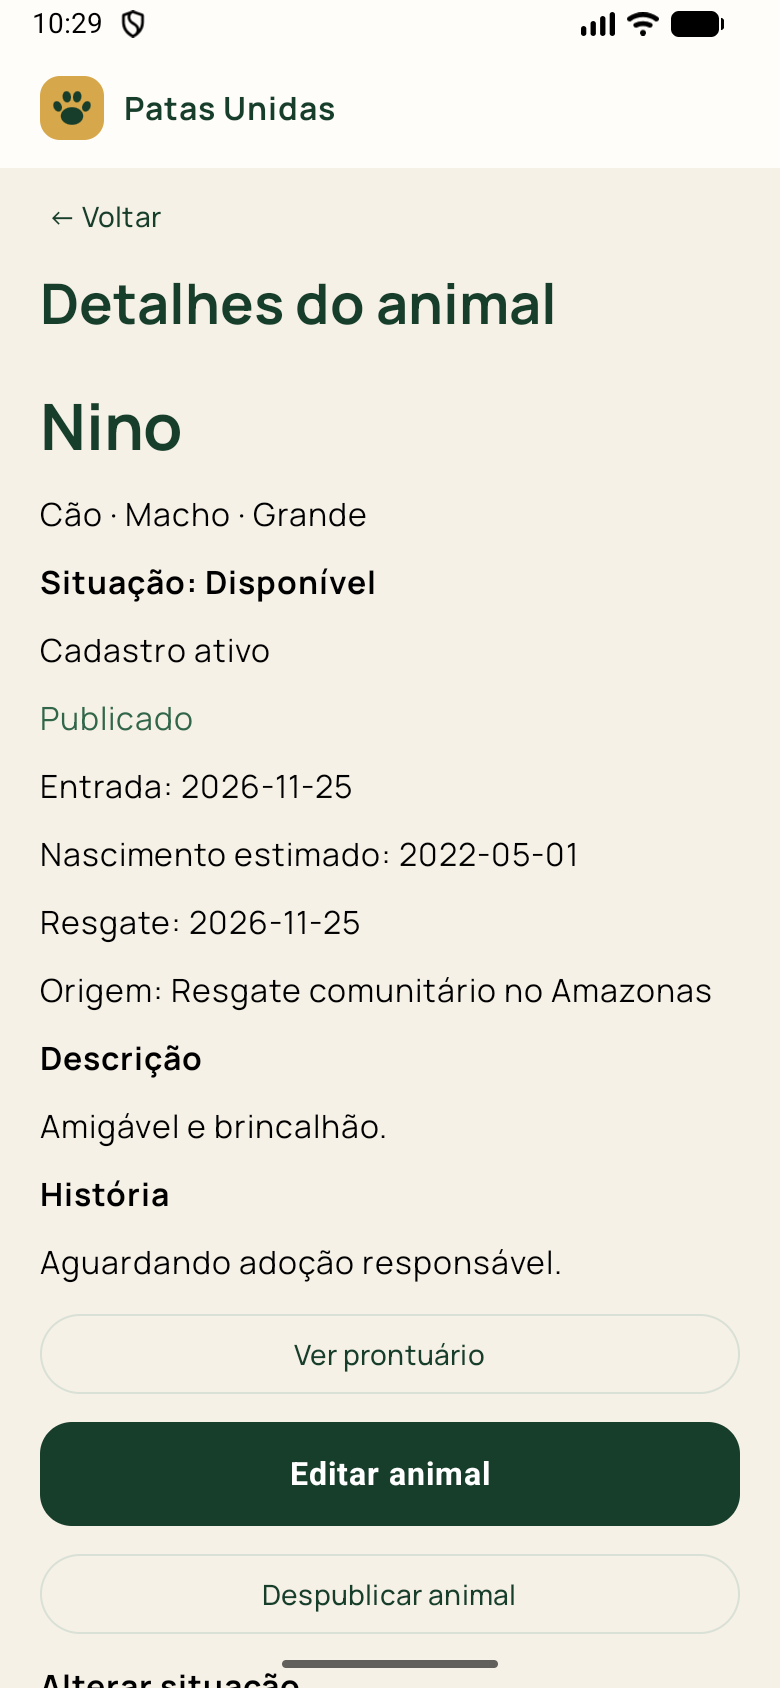 10:29
Patas Unidas
← Voltar
Detalhes do animal
Nino
Cão · Macho · Grande
Situação: Disponível
Cadastro ativo
Publicado
Entrada: 2026-11-25
Nascimento estimado: 2022-05-01
Resgate: 2026-11-25
Origem: Resgate comunitário no Amazonas
Descrição
Amigável e brincalhão.
História
Aguardando adoção responsável.
Ver prontuário
Editar animal
Despublicar animal
Alterar situação